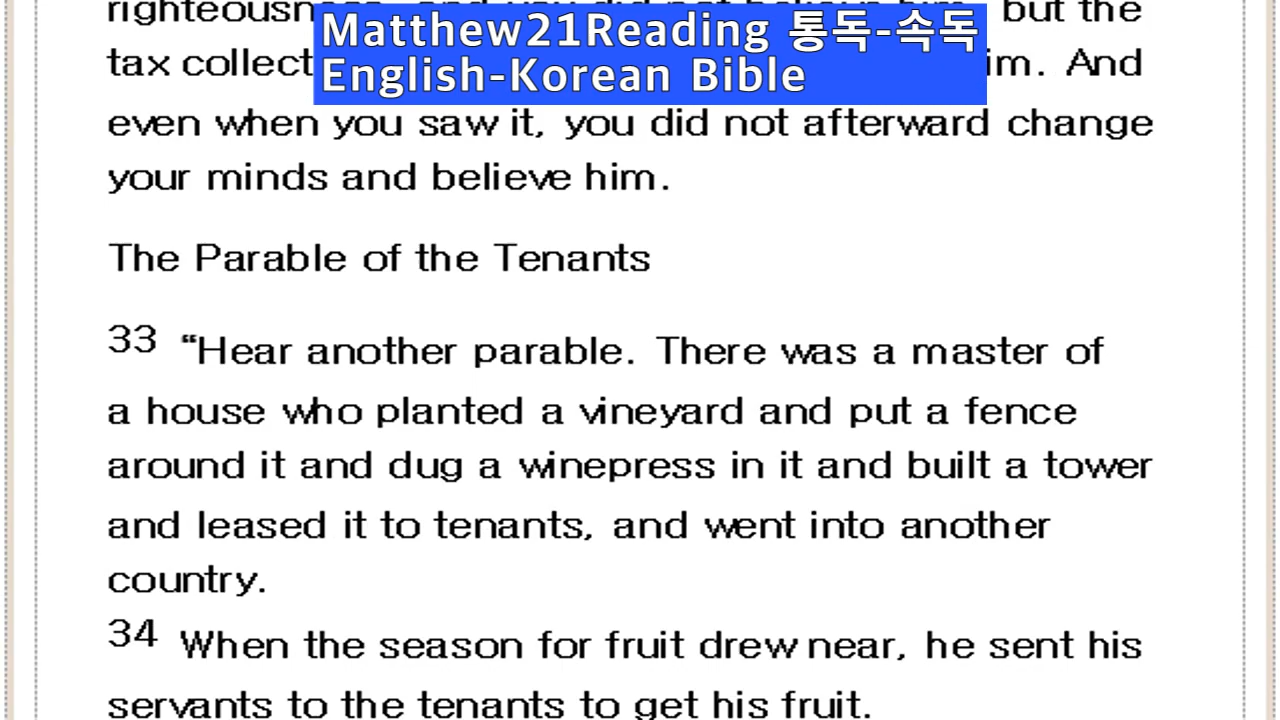 Matthew21Reading 통독-속독
English-Korean Bible
but the
tax collect im. And
even when you saw it, you did not afterward change
your minds and believe him.
The Parable of the Tenants
33 “Hear another parable. There was a master of
a house who planted a vineyard and put a fence
around it and dug a winepress in it and built a tower
and leased it to tenants, and went into another
country.
34 When the season for fruit drew near, he sent his
servants to the tenants to get his fruit.